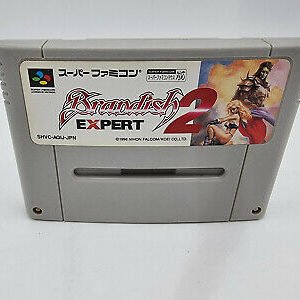 スーパーファミコン
Brandish 2
EXPERT
SHVC-AGIJ-JPN
©1996 NIHON FALCOM/KOEI CO.,LTD.